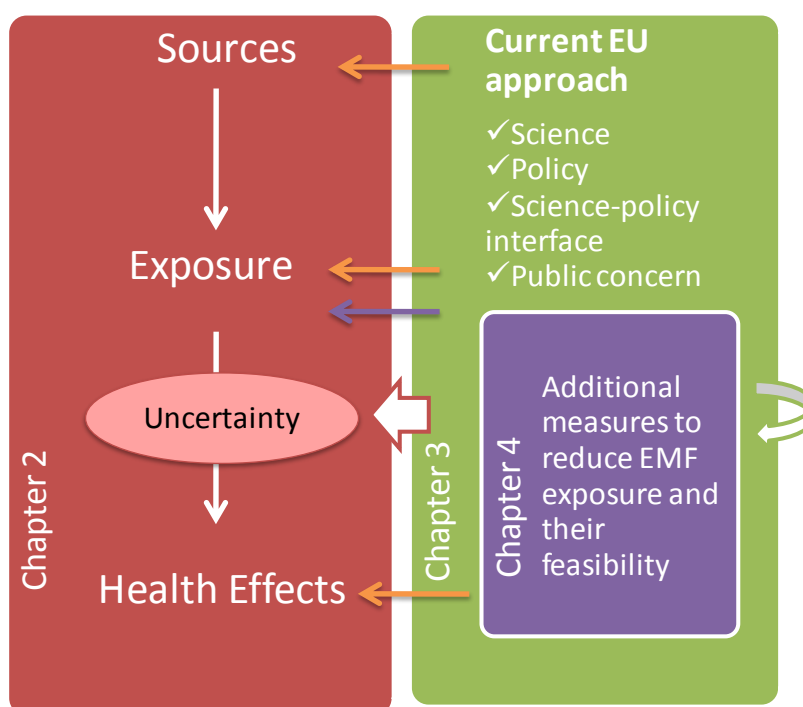 Sources
Exposure
Uncertainty
Health Effects
Chapter 2
Current EU
approach
✓Science
✓Policy
✓Science-policy
interface
✓Public concern
Chapter 3
Additional
measures to
reduce EMF
exposure and
their
feasibility
Chapter 4